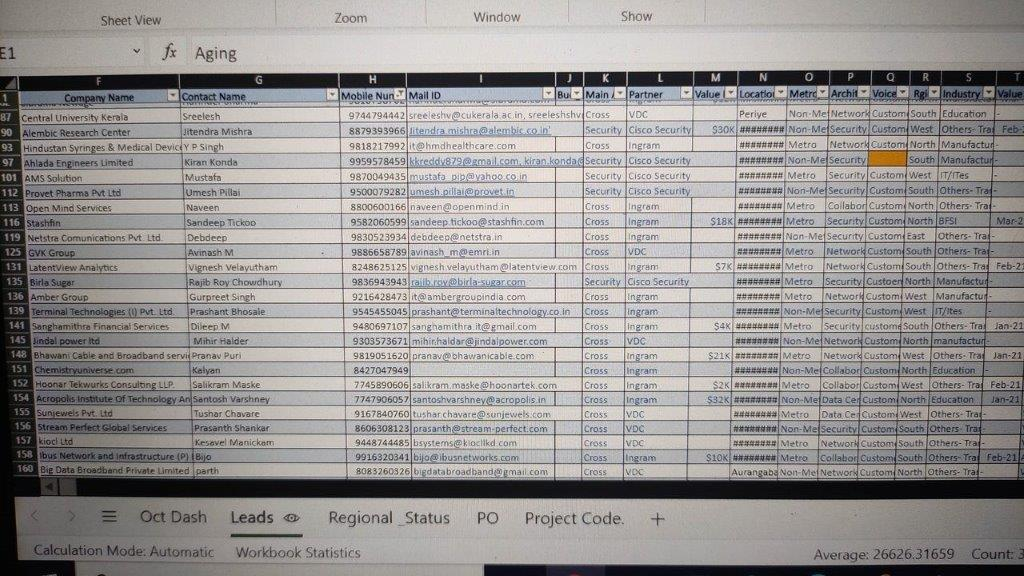 Sheet View Zoom Window Show
E1 fx Aging
F G H I J K L M N O P Q R S T
1 Company Name Contact Name Mobile Num Mail ID Bu Main Partner Value Locatio Metro Archit Voice Rgi Industry Value
87 Central University Kerala Sreelesh 9744794442 sreeleshv@cukerala.ac.in, sreeleshshv Cross VDC Periye Non-Me Network Custom South Education -
90 Alembic Research Center Jitendra Mishra 8879393966 Jitendra.mishra@alembic.co.in' Security Cisco Security $30K ######## Non-Me Security Custom West Others- Tra Feb-
93 Hindustan Syringes & Medical Device Y P Singh 9818217992 it@hmdhealthcare.com Cross Ingram ######## Metro Network Custom North Manufactur -
97 Ahlada Engineers Limited Kiran Konda 9959578459 kkreddy879@gmail.com, kiran.konda@ Security Cisco Security ######## Non-Me Security South Manufactur -
101 AMS Solution Mustafa 9870049435 mustafa_pip@yahoo.co.in Security Cisco Security ######## Metro Security Custom West IT/ITes -
112 Provet Pharma Pvt Ltd Umesh Pillai 9500079282 umesh.pillai@provet.in Security Cisco Security ######## Non-Me Security Custom South Others- Tra -
113 Open Mind Services Naveen 8800600166 naveen@openmind.in Cross Ingram ######## Metro Collabor Custom North Others- Tra -
116 Stashfin Sandeep Tickoo 9582060599 sandeep.tickoo@stashfin.com Cross Ingram $18K ######## Metro Security Custom North BFSI Mar-2
119 Netstra Comunications Pvt. Ltd. Debdeep 9830523934 debdeep@netstra.in Cross Ingram ######## Non-Me Security Custom East Others- Tra -
125 GVK Group Avinash M 9886658789 avinash_m@emri.in Cross VDC ######## Metro Network Custom South Others- Tra -
131 LatentView Analytics Vignesh Velayutham 8248625125 vignesh.velayutham@latentview.com Cross Ingram $7K ######## Metro Network Custom South Others- Tra Feb-2
135 Birla Sugar Rajib Roy Chowdhury 9836943943 rajib.roy@birla-sugar.com Security Cisco Security ######## Metro Security Custom North Manufactur -
136 Amber Group Gurpreet Singh 9216428473 it@ambergroupindia.com Cross Ingram ######## Metro Network Custom West Manufactur -
139 Terminal Technologies (I) Pvt. Ltd. Prashant Bhosale 9545455045 prashant@terminaltechnology.co.in Cross Ingram ######## Non-Me Security Custom West IT/Ites -
141 Sanghamithra Financial Services Dileep M 9480697107 sanghamithra.it@gmail.com Cross Ingram $4K ######## Metro Security custome South Others- Tra Jan-21
145 Jindal power ltd Mihir Halder 9303573671 mihir.haldar@jindalpower.com Cross VDC ######## Non-Me Network Custom North manufactur -
148 Bhawani Cable and Broadband servi Pranav Puri 9819051620 pranav@bhawanicable.com Cross Ingram $21K ######## Metro Network Custom West Others- Tra Jan-21
151 Chemistryuniverse.com Kalyan 8427047949 Cross Ingram ######## Non-Me Collabor Custom North Education -
152 Hoonar Tekwurks Consulting LLP. Salikram Maske 7745890606 salikram.maske@hoonartek.com Cross Ingram $2K ######## Metro Collabor Custom West Others- Tra Feb-21
154 Acropolis Institute Of Technology An Santosh Varshney 7747906057 santoshvarshney@acropolis.in Cross Ingram $32K ######## Non-Me Data Cer Custom North Education Jan-21
155 Sunjewels Pvt. Ltd Tushar Chavare 9167840760 tushar.chavare@sunjewels.com Cross VDC ######## Metro Data Cer Custom West Others- Tra -
156 Stream Perfect Global Services Prasanth Shankar 8606308123 prasanth@stream-perfect.com Cross VDC ######## Non-Me Security Custom South Others- Tra -
157 kiocl Ltd Kesavel Manickam 9448744485 bsystems@kiocltd.com Cross VDC ######## Metro Network Custom South Others- Tra -
158 Ibus Network and Infrastructure (P) l Bijo 9916320341 bijo@ibusnetworks.com Cross Ingram $10K ######## Metro Collabor Custom South Others- Tra Feb-21
160 Big Data Broadband Private Limited parth 8083260326 bigdatabroadband@gmail.com Cross VDC Aurangaba Non-Me Network Custom North Others- Tra -
Oct Dash Leads Regional _Status PO Project Code. +
Calculation Mode: Automatic Workbook Statistics Average: 26626.31659 Count: 3